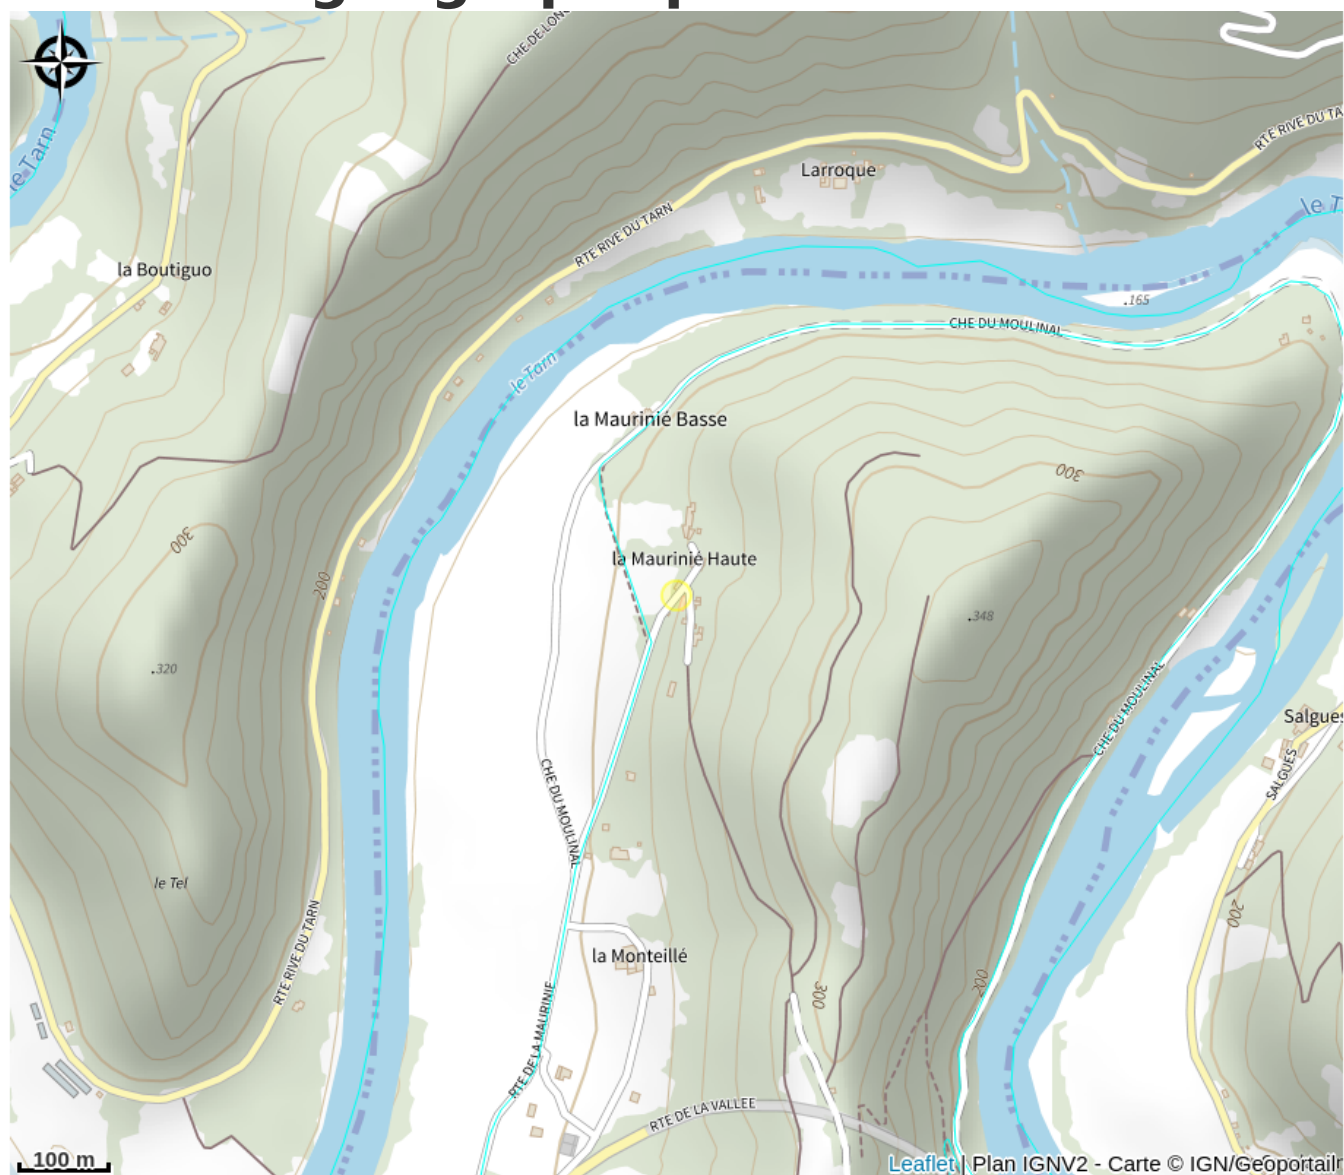 CHE DE LONG
le Tarn
RTE RIVE DU TA
Larroque
le T
RTE RIVE DU TARN
la Boutiguo
.165
CHE DU MOULINAL
le Tarn
la Maurinié Basse
300
300
la Maurinié Haute
200
.348
.320
CHE DU MOULINAL
Salgues
SALGUES
CHE DU MOULINAL
le Tel
200
RTE RIVE DU TARN
la Monteillé
300
200
RTE DE LA MAURINIE
RTE DE LA VALLEE
100 m
Leaflet | Plan IGNV2 - Carte © IGN/Geoportail